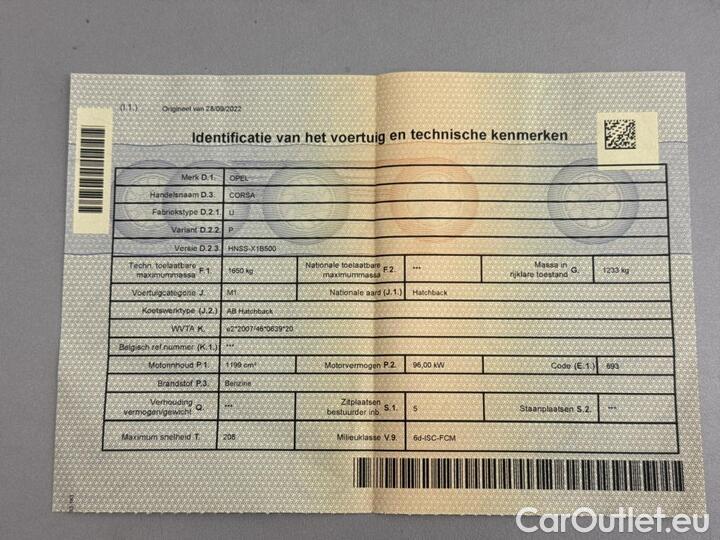 (I.1.) Origineel van 28/09/2022
Identificatie van het voertuig en technische kenmerken
Merk D.1. OPEL
Handelsnaam D.3. CORSA
Fabriekstype D.2.1. U
Variant D.2.2. P
Versie D.2.3. HNSS-X1B500
Techn. toelaatbare maximummassa F.1. 1650 kg Nationale toelaatbare maximummassa F.2. *** Massa in rijklare toestand G. 1233 kg
Voertuigcategorie J. M1 Nationale aard (J.1.) Hatchback
Koetswerktype (J.2.) AB Hatchback
WVTA K. e2*2007/46*0639*20
Belgisch ref.nummer (K.1.) ***
Motorinhoud P.1. 1199 cm³ Motorvermogen P.2. 96,00 kW Code (E.1.) 693
Brandstof P.3. Benzine
Verhouding vermogen/gewicht Q. *** Zitplaatsen bestuurder inb. S.1. 5 Staanplaatsen S.2. ***
Maximum snelheid T. 208 Milieuklasse V.9. 6d-ISC-FCM
CarOutlet.eu